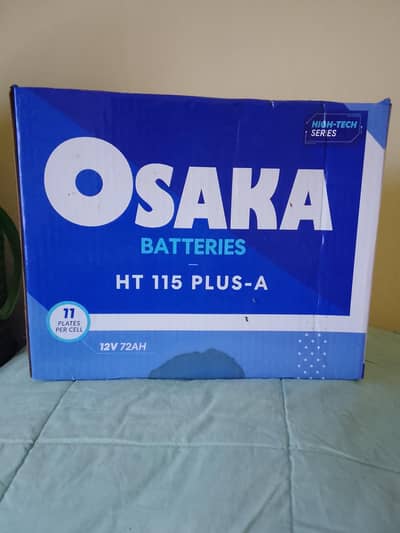 HIGH-TECH
SERIES
OSAKA
BATTERIES
HT 115 PLUS-A
11
PLATES
PER CELL
12V 72AH